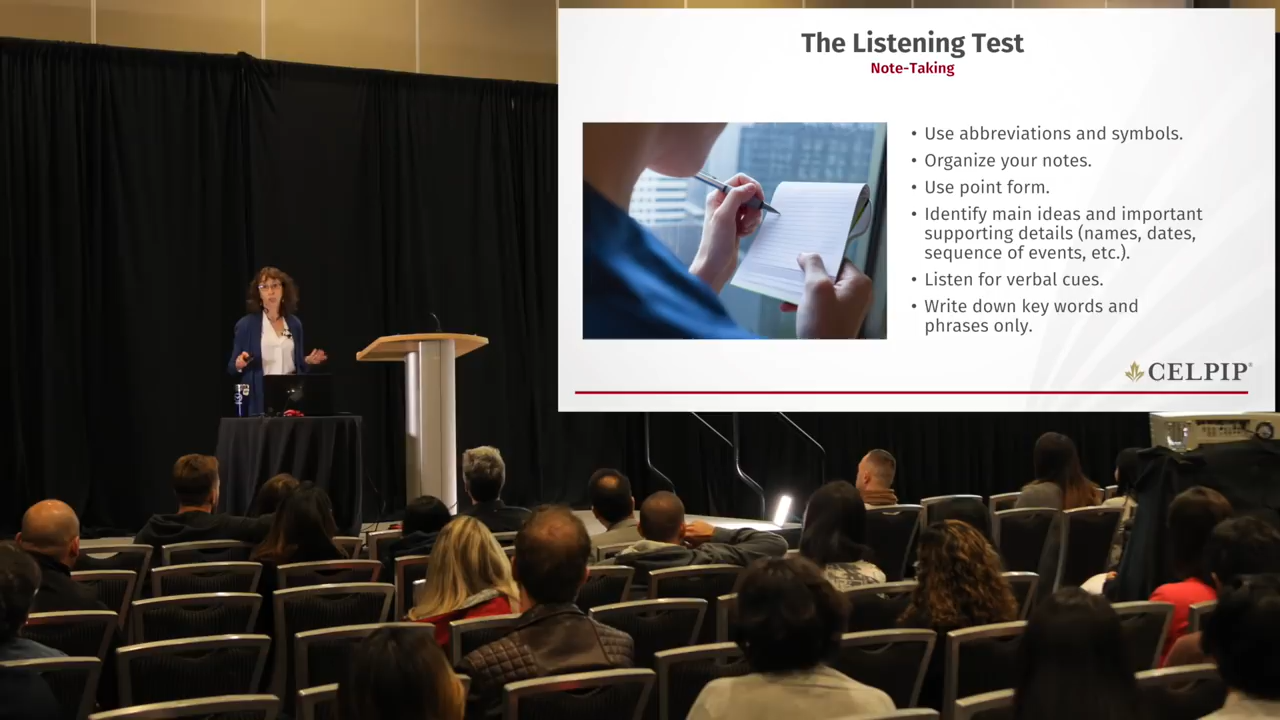 The Listening Test
Note-Taking
• Use abbreviations and symbols.
• Organize your notes.
• Use point form.
• Identify main ideas and important
supporting details (names, dates,
sequence of events, etc.).
• Listen for verbal cues.
• Write down key words and
phrases only.
CELPIP®